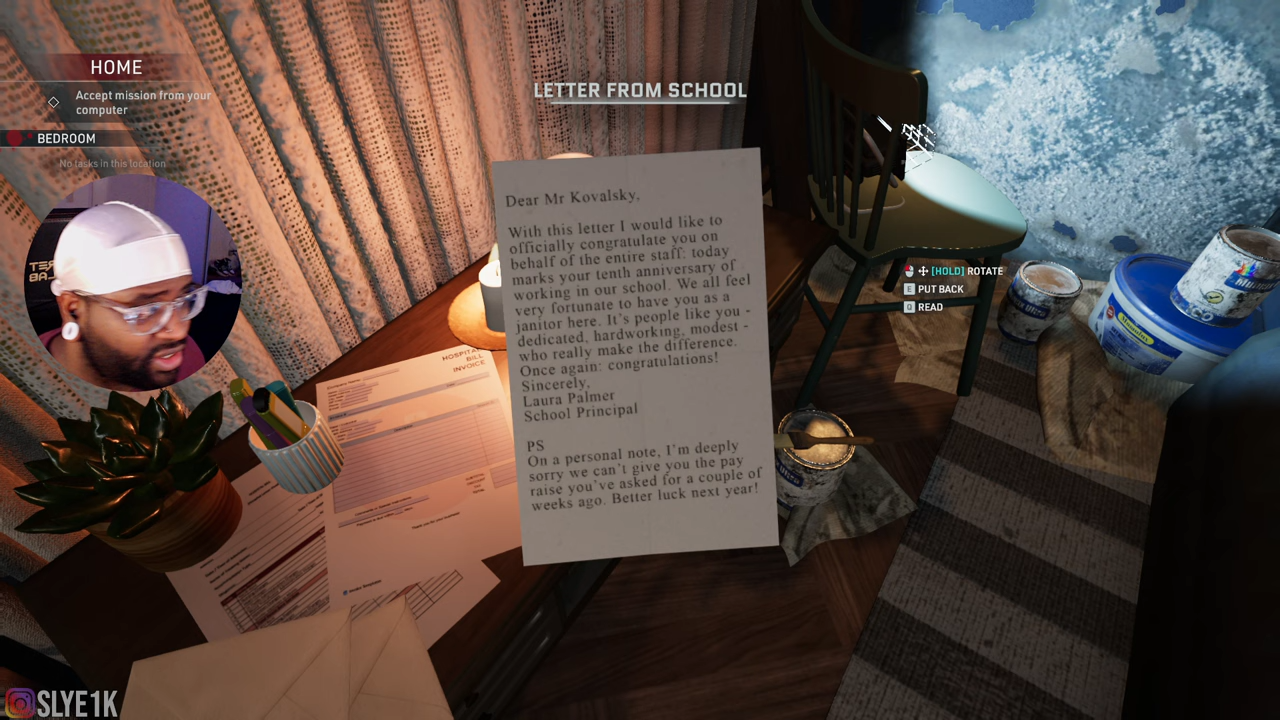 HOME
Accept mission from your
computer
BEDROOM
No tasks in this location
LETTER FROM SCHOOL
Dear Mr Kovalsky,
With this letter I would like to
officially congratulate you on
behalf of the entire staff: today
marks your tenth anniversary of
working in our school. We all feel
very fortunate to have you as a
janitor here. It's people like you -
dedicated, hardworking, modest -
who really make the difference.
Once again: congratulations!
Sincerely,
Laura Palmer
School Principal
PS
On a personal note, I'm deeply
sorry we can't give you the pay
raise you've asked for a couple of
weeks ago. Better luck next year!
[HOLD] ROTATE
E PUT BACK
Q READ
HOSPITAL
BILL
INVOICE
SLYE1K